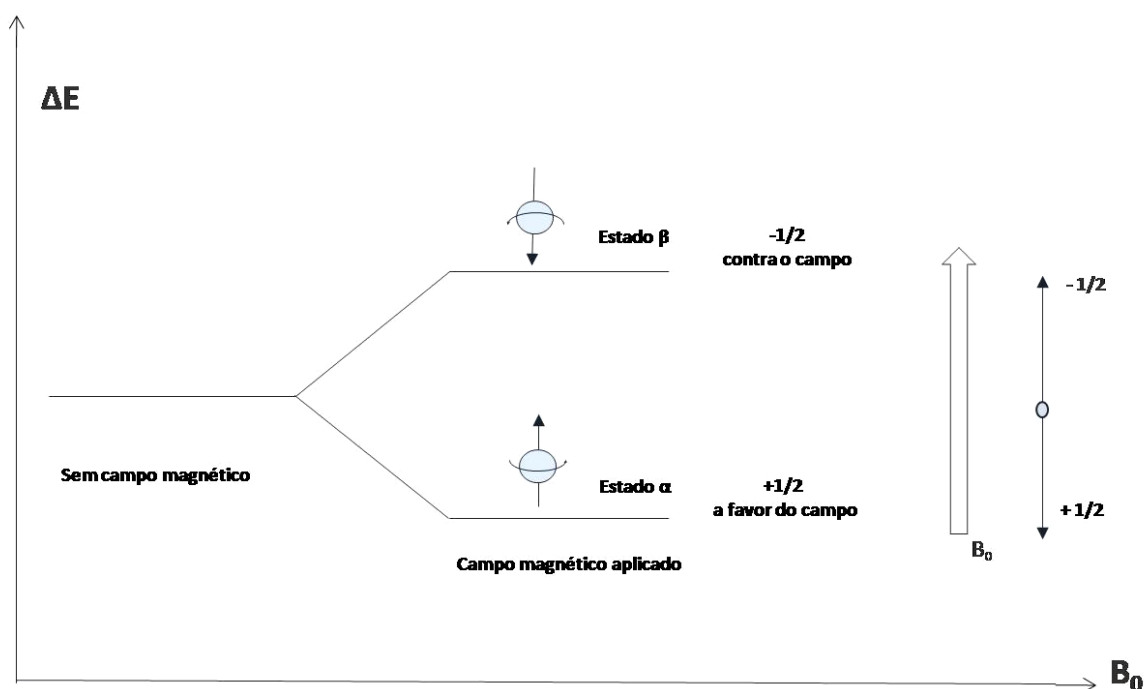 ΔE
Estado β
-1/2
contra o campo
- 1/2
Sem campo magnético
Estado α
+1/2
a favor do campo
+ 1/2
B₀
Campo magnético aplicado
B₀